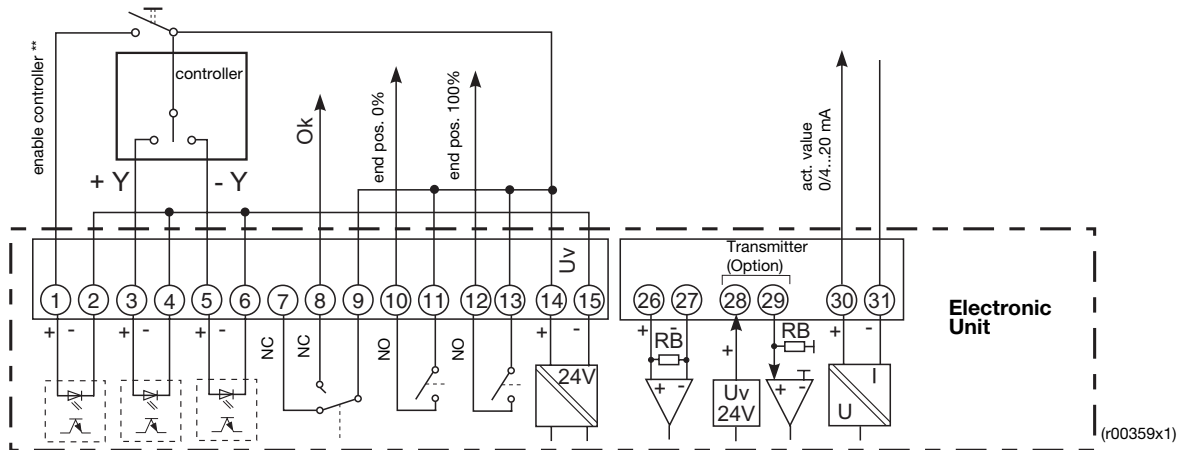 enable controller **
controller
+ Y
- Y
Ok
end pos. 0%
end pos. 100%
act. value
0/4...20 mA
Uv
Transmitter
(Option)
1 2 3 4 5 6 7 8 9 10 11 12 13 14 15
26 27 28 29 30 31
Electronic
Unit
+ - + - + - NC NC NO NO + -
+ - + + -
RB
RB
24V
+ -
Uv
24V
+ -
I
U
(r00359x1)